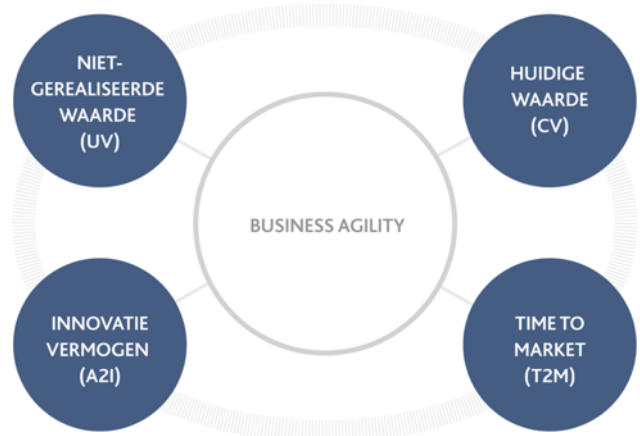 NIET-
GEREALISEERDE
WAARDE
(UV)
HUIDIGE
WAARDE
(CV)
BUSINESS AGILITY
INNOVATIE
VERMOGEN
(A2I)
TIME TO
MARKET
(T2M)